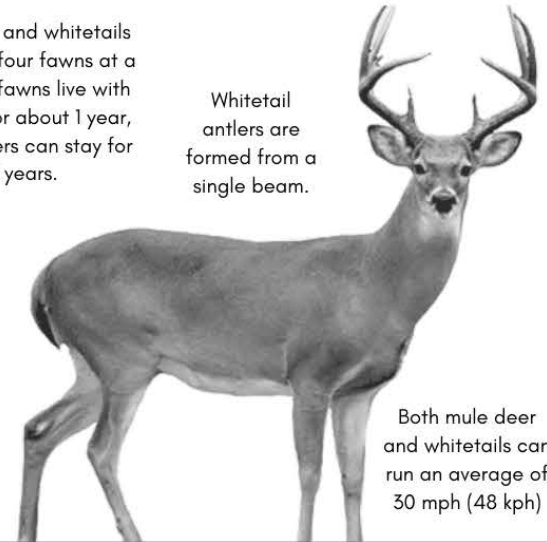 and whitetails
four fawns at a
fawns live with
or about 1 year,
ers can stay for
years.
Whitetail
antlers are
formed from a
single beam.
Both mule deer
and whitetails can
run an average of
30 mph (48 kph)